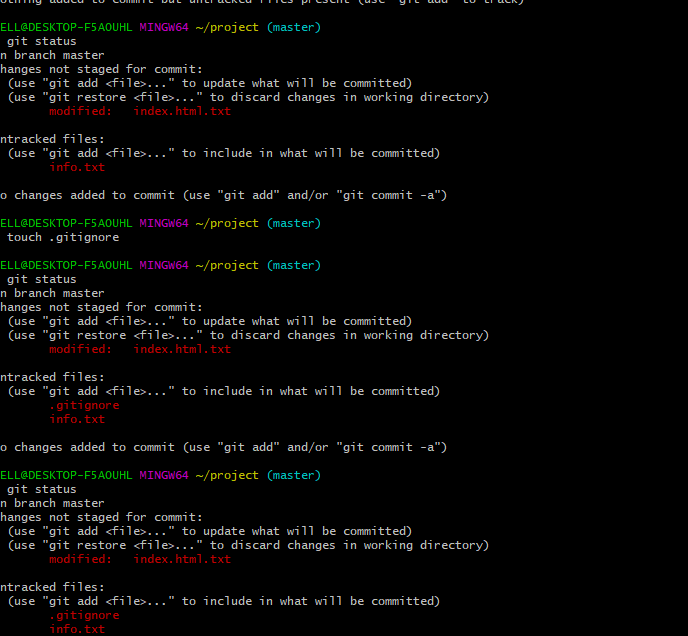 othing added to commit but untracked files present (use "git add" to track)
ELL@DESKTOP-F5AOUHL MINGW64 ~/project (master)
git status
n branch master
hanges not staged for commit:
(use "git add <file>..." to update what will be committed)
(use "git restore <file>..." to discard changes in working directory)
modified: index.html.txt
ntracked files:
(use "git add <file>..." to include in what will be committed)
info.txt
o changes added to commit (use "git add" and/or "git commit -a")
ELL@DESKTOP-F5AOUHL MINGW64 ~/project (master)
touch .gitignore
ELL@DESKTOP-F5AOUHL MINGW64 ~/project (master)
git status
n branch master
hanges not staged for commit:
(use "git add <file>..." to update what will be committed)
(use "git restore <file>..." to discard changes in working directory)
modified: index.html.txt
ntracked files:
(use "git add <file>..." to include in what will be committed)
.gitignore
info.txt
o changes added to commit (use "git add" and/or "git commit -a")
ELL@DESKTOP-F5AOUHL MINGW64 ~/project (master)
git status
n branch master
hanges not staged for commit:
(use "git add <file>..." to update what will be committed)
(use "git restore <file>..." to discard changes in working directory)
modified: index.html.txt
ntracked files:
(use "git add <file>..." to include in what will be committed)
.gitignore
info.txt